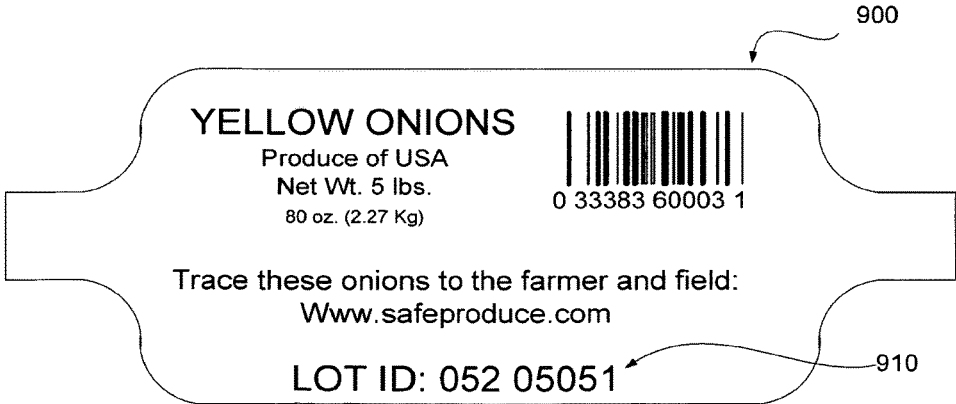 900
YELLOW ONIONS
Produce of USA
Net Wt. 5 lbs.
80 oz. (2.27 Kg)
0 33383 60003 1
Trace these onions to the farmer and field:
Www.safeproduce.com
LOT ID: 052 05051
910